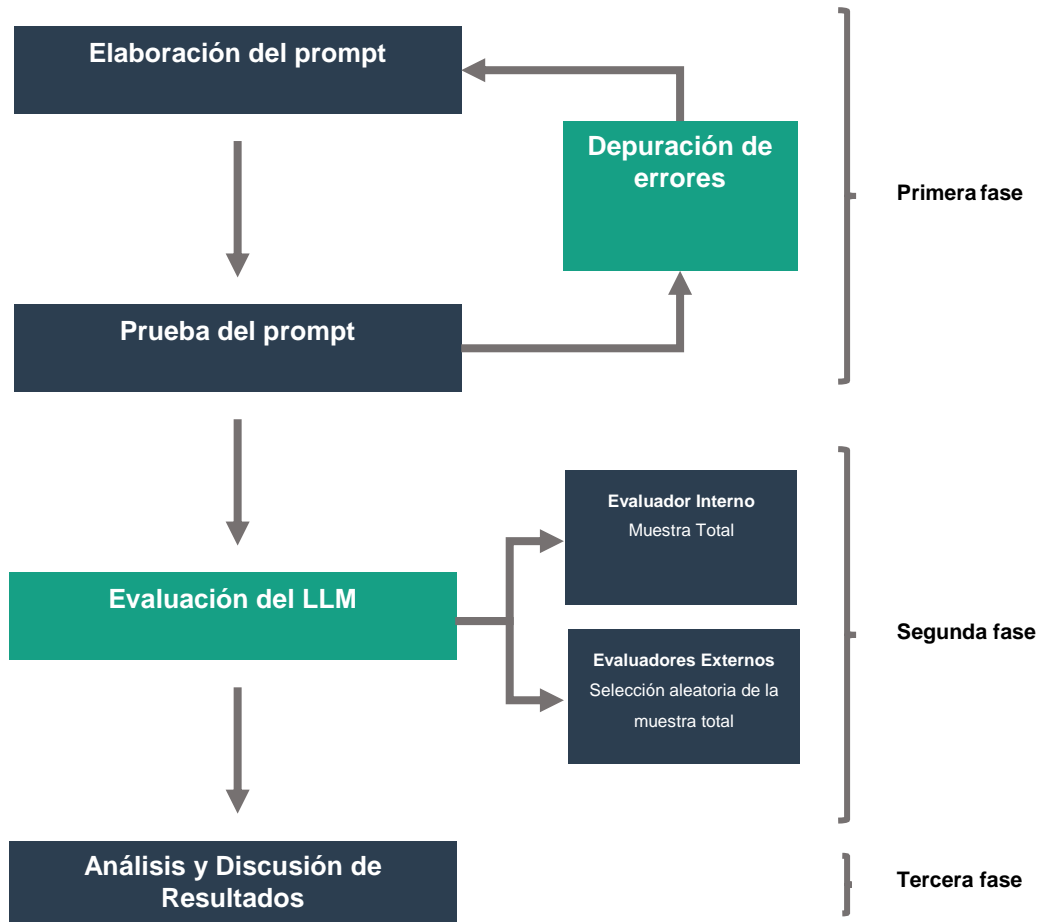 Elaboración del prompt
Depuración de
errores
Primera fase
Prueba del prompt
Evaluador Interno
Muestra Total
Evaluación del LLM
Segunda fase
Evaluadores Externos
Selección aleatoria de la
muestra total
Análisis y Discusión de
Resultados
Tercera fase